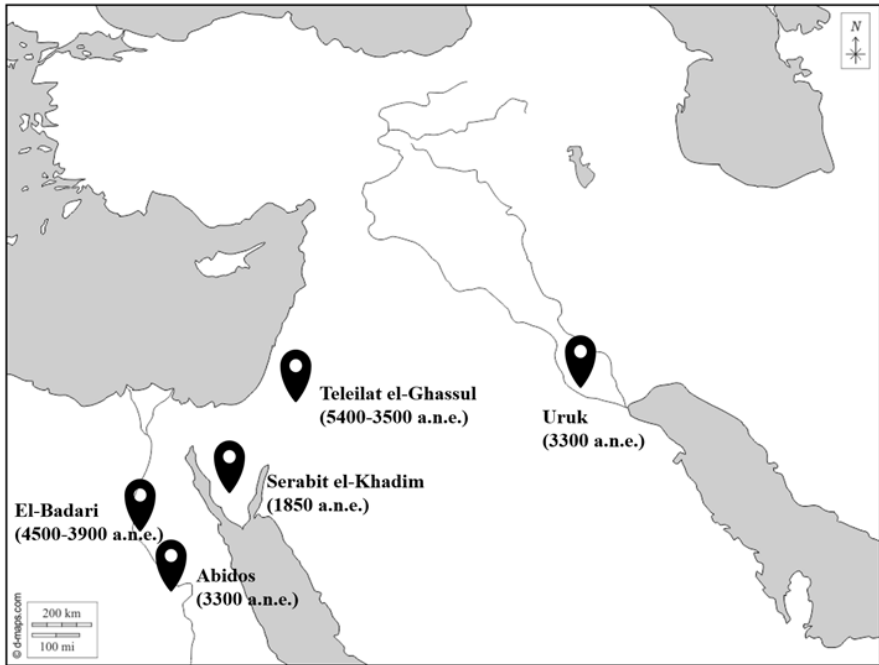 N
Teleilat el-Ghassul
(5400-3500 a.n.e.)
Uruk
(3300 a.n.e.)
Serabit el-Khadim
(1850 a.n.e.)
El-Badari
(4500-3900 a.n.e.)
Abidos
(3300 a.n.e.)
200 km
100 mi
© d-maps.com